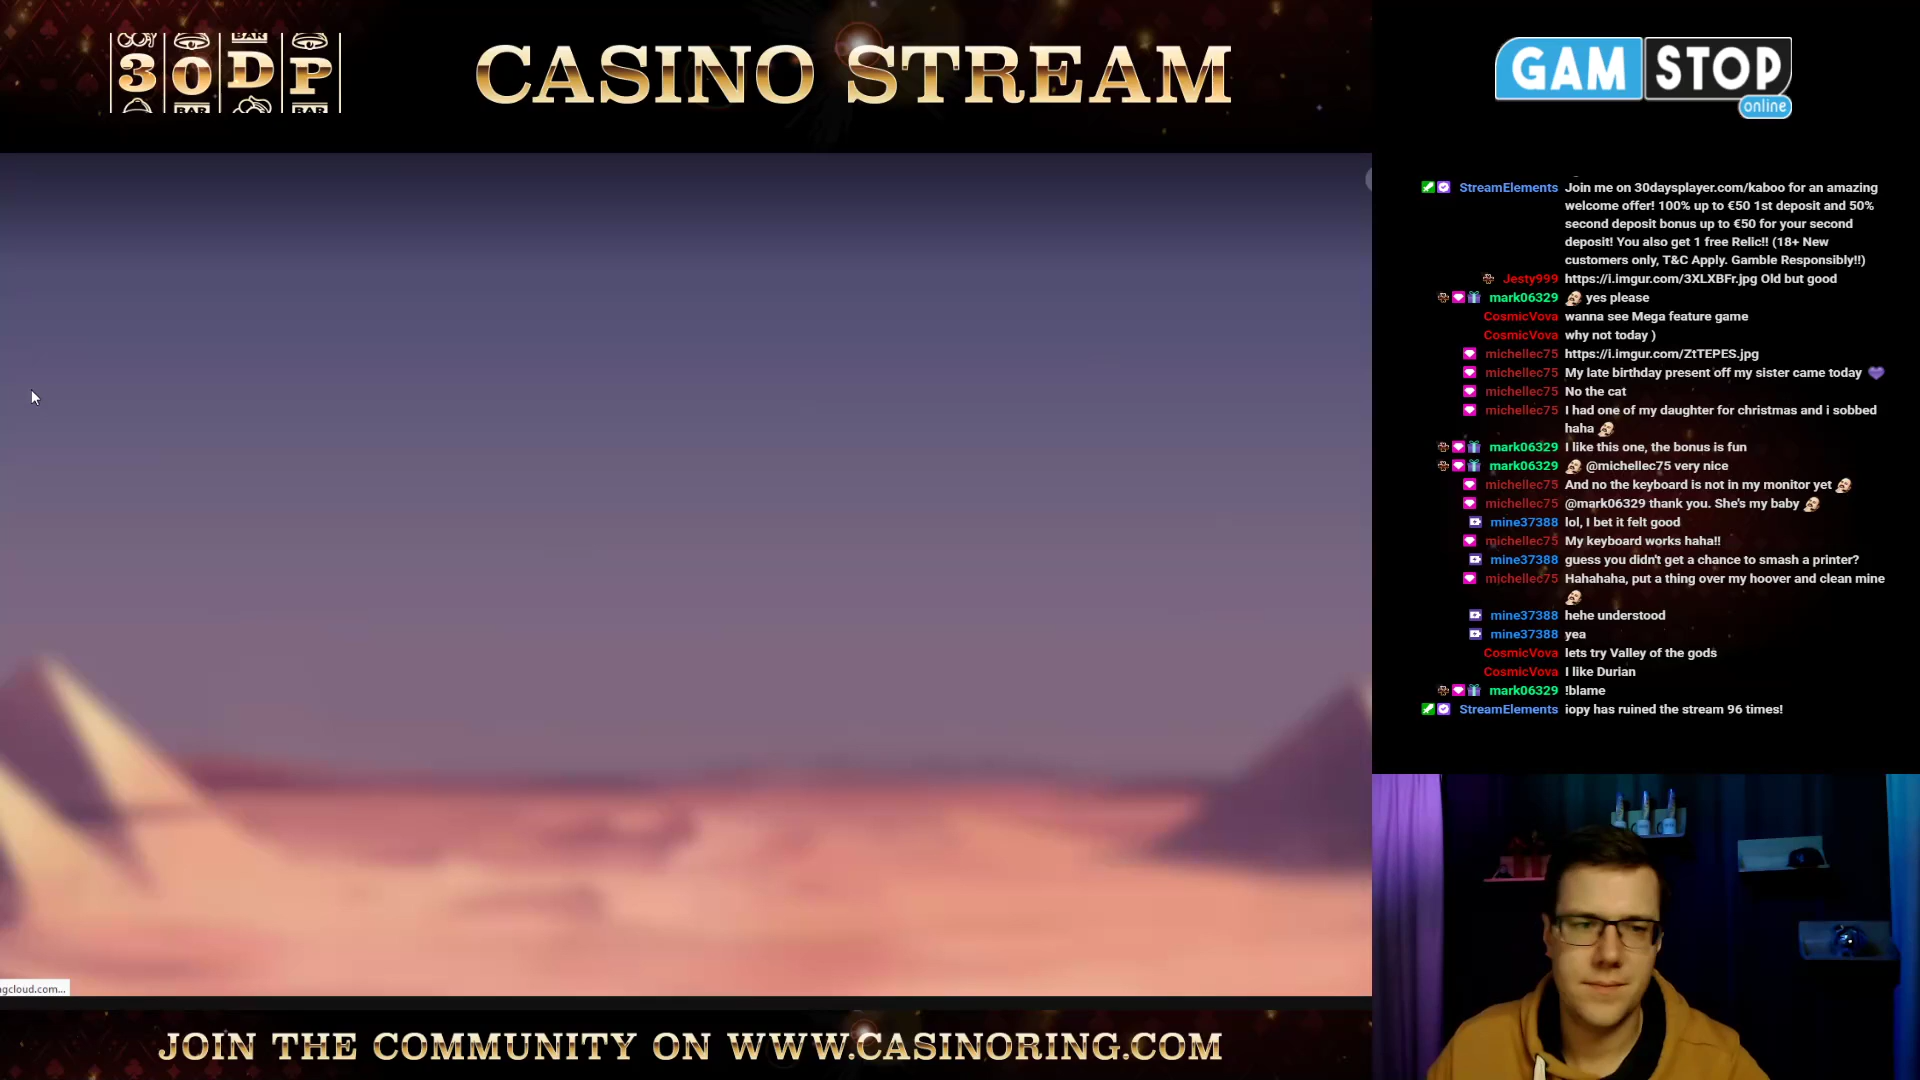 30DP
BAR
BAR
BAR
CASINO STREAM
GAMSTOP
online
StreamElements Join me on 30daysplayer.com/kaboo for an amazing
welcome offer! 100% up to €50 1st deposit and 50%
second deposit bonus up to €50 for your second
deposit! You also get 1 free Relic!! (18+ New
customers only, T&C Apply. Gamble Responsibly!!)
Jesty999 https://i.imgur.com/3XLXBFr.jpg Old but good
mark06329 yes please
CosmicVova wanna see Mega feature game
CosmicVova why not today )
michellec75 https://i.imgur.com/ZtTEPES.jpg
michellec75 My late birthday present off my sister came today
michellec75 No the cat
michellec75 I had one of my daughter for christmas and i sobbed
haha
mark06329 I like this one, the bonus is fun
mark06329 @michellec75 very nice
michellec75 And no the keyboard is not in my monitor yet
michellec75 @mark06329 thank you. She's my baby
mine37388 lol, I bet it felt good
michellec75 My keyboard works haha!!
mine37388 guess you didn't get a chance to smash a printer?
michellec75 Hahahaha, put a thing over my hoover and clean mine
mine37388 hehe understood
mine37388 yea
CosmicVova lets try Valley of the gods
CosmicVova I like Durian
mark06329 !blame
StreamElements iopy has ruined the stream 96 times!
gcloud.com...
JOIN THE COMMUNITY ON WWW.CASINORING.COM